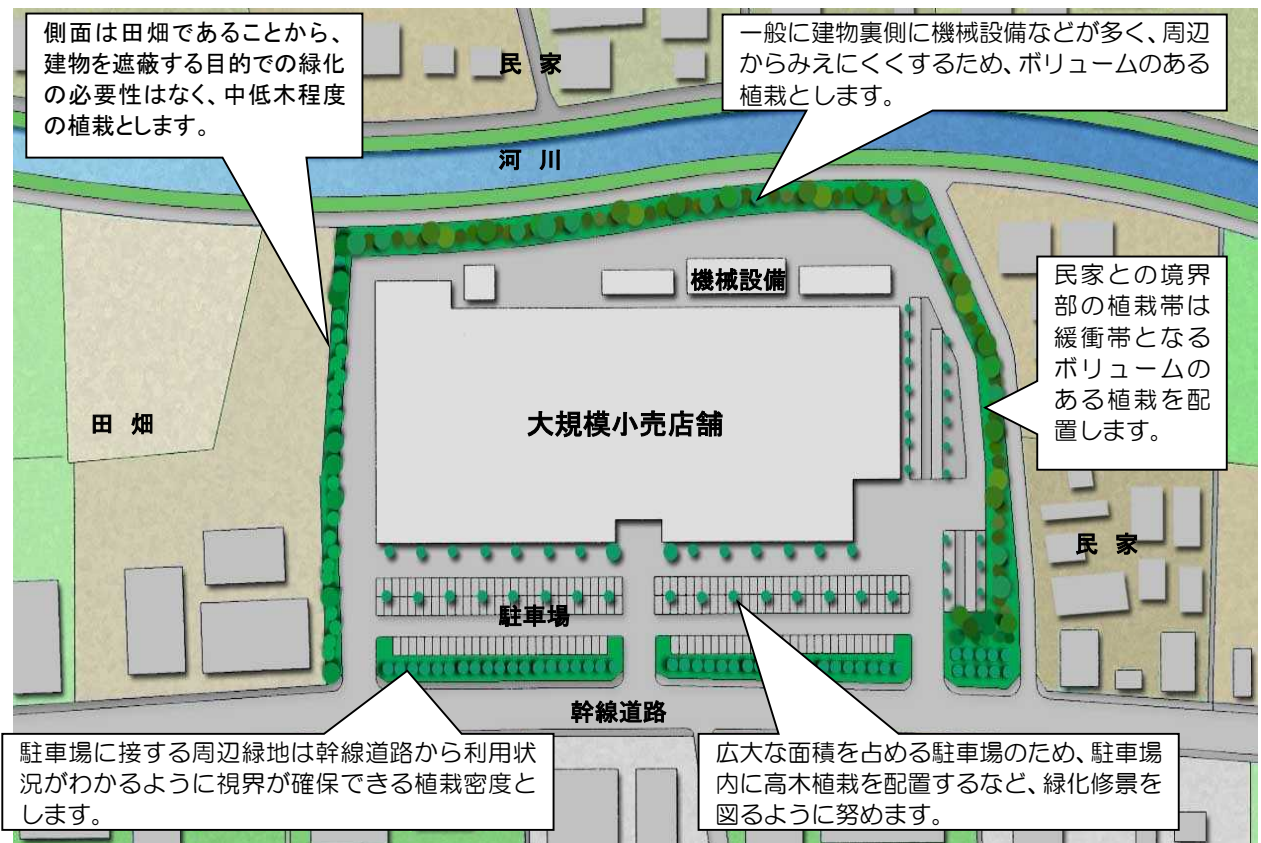 側面は田畑であることから、
建物を遮蔽する目的での緑化
の必要性はなく、中低木程度
の植栽とします。
民 家
一般に建物裏側に機械設備などが多く、周辺
からみえにくくするため、ボリュームのある
植栽とします。
河 川
機械設備
民家との境界
部の植栽帯は
緩衝帯となる
ボリュームの
ある植栽を配
置します。
田 畑
大規模小売店舗
民 家
駐車場
幹線道路
駐車場に接する周辺緑地は幹線道路から利用状
況がわかるように視界が確保できる植栽密度と
します。
広大な面積を占める駐車場のため、駐車場
内に高木植栽を配置するなど、緑化修景を
図るように努めます。